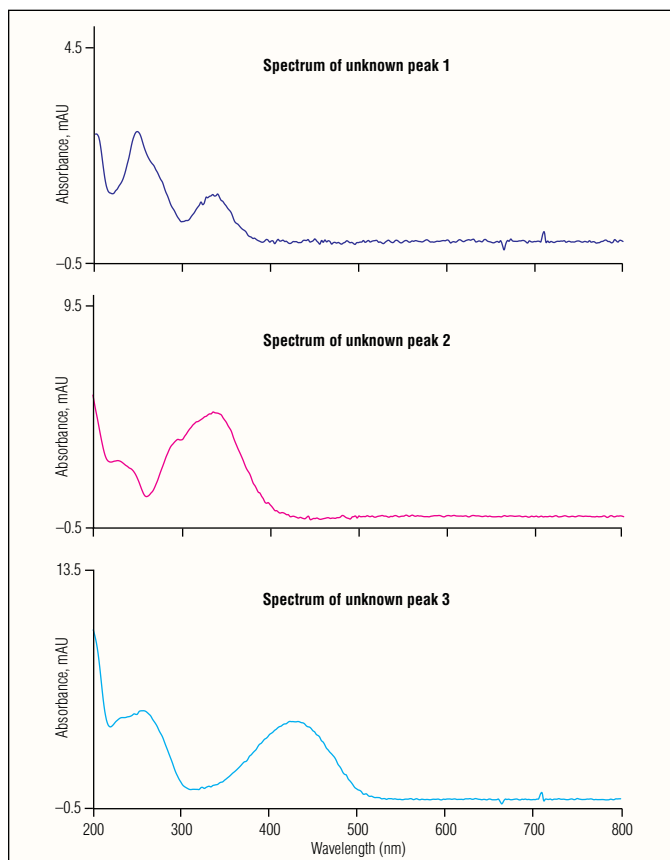 4.5
Spectrum of unknown peak 1
Absorbance, mAU
–0.5
9.5
Spectrum of unknown peak 2
Absorbance, mAU
–0.5
13.5
Spectrum of unknown peak 3
Absorbance, mAU
–0.5
200 300 400 500 600 700 800
Wavelength (nm)